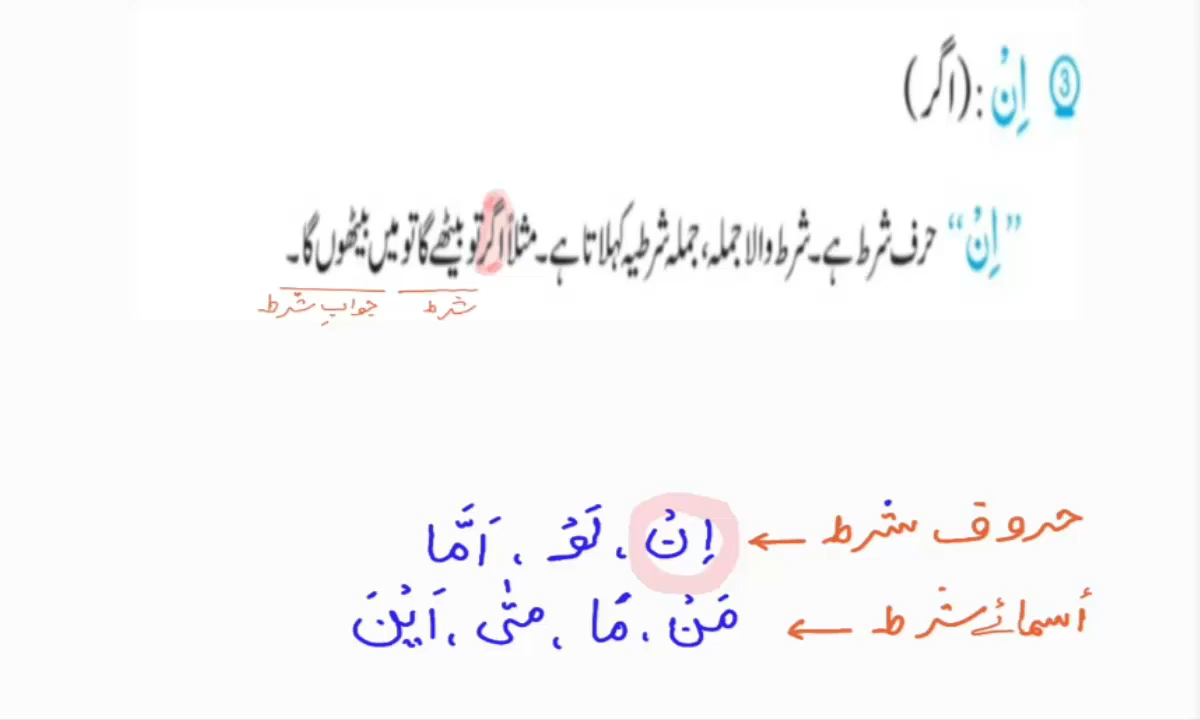 ③ اِنْ : (اگر)
”اِنْ“ حرف شرط ہے۔ شرط والا جملہ، جملہ شرطیہ کہلاتا ہے۔ مثلاً اگر تو بیٹھے گا تو میں بیٹھوں گا۔
شرط جوابِ شرط
حروف شرط ← اِنْ، لَوْ، اَمَّا
أسمائے شرط ← مَنْ، مَا، متٰی، اَیْنَ